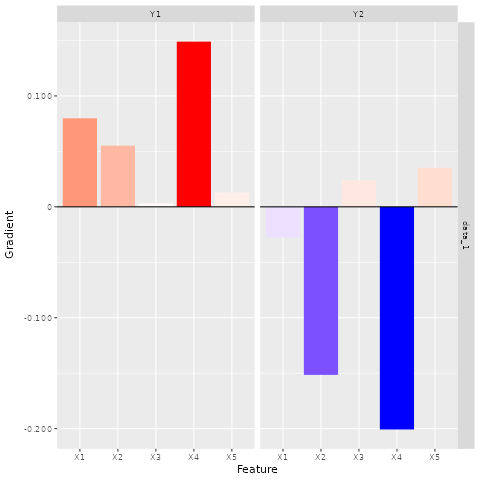 Y1 Y2
0.100
0
-0.100
-0.200
Gradient
data_1
X1 X2 X3 X4 X5 X1 X2 X3 X4 X5
Feature